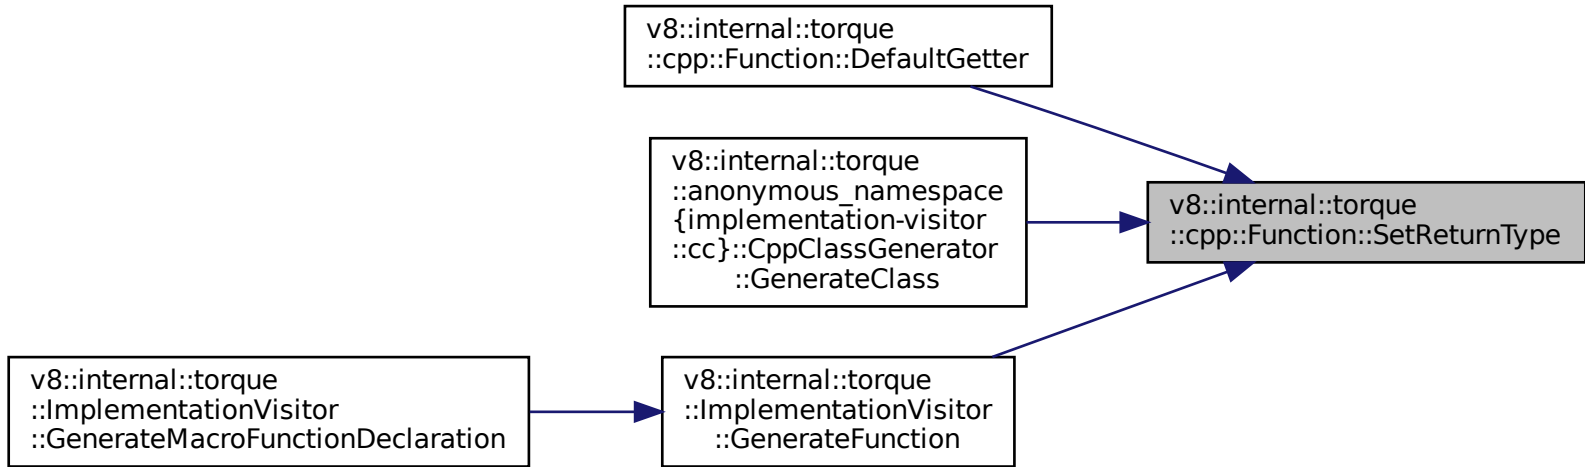 v8::internal::torque
::cpp::Function::DefaultGetter
v8::internal::torque
::anonymous_namespace
{implementation-visitor
::cc}::CppClassGenerator
::GenerateClass
v8::internal::torque
::cpp::Function::SetReturnType
v8::internal::torque
::ImplementationVisitor
::GenerateMacroFunctionDeclaration
v8::internal::torque
::ImplementationVisitor
::GenerateFunction